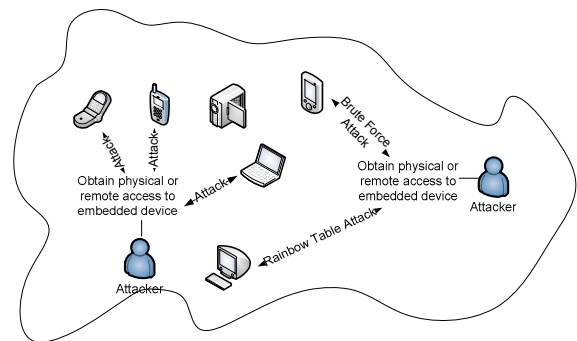 Attack
Attack
Obtain physical or
remote access to
embedded device
Attack
Attacker
Brute Force
Attack
Obtain physical or
remote access to
embedded device
Attacker
Rainbow Table Attack